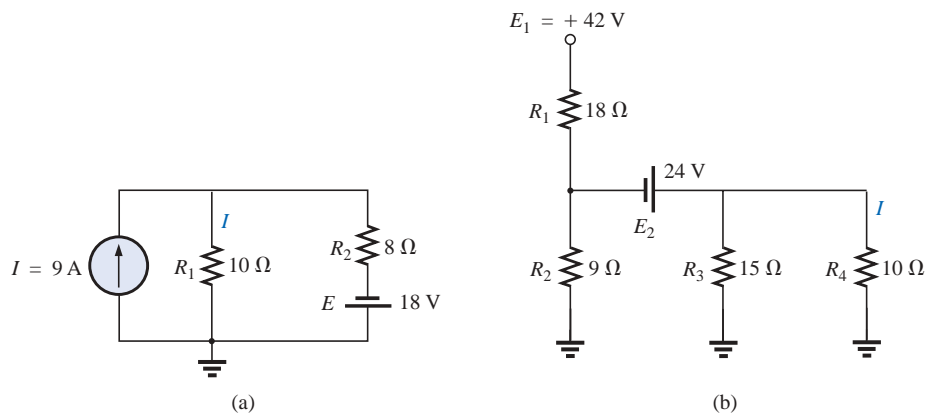 E₁ = + 42 V
R₁ 18 Ω
24 V
E₂
I
R₂ 9 Ω
R₃ 15 Ω
R₄ 10 Ω
I
I = 9 A
R₁ 10 Ω
R₂ 8 Ω
E 18 V
(a)
(b)